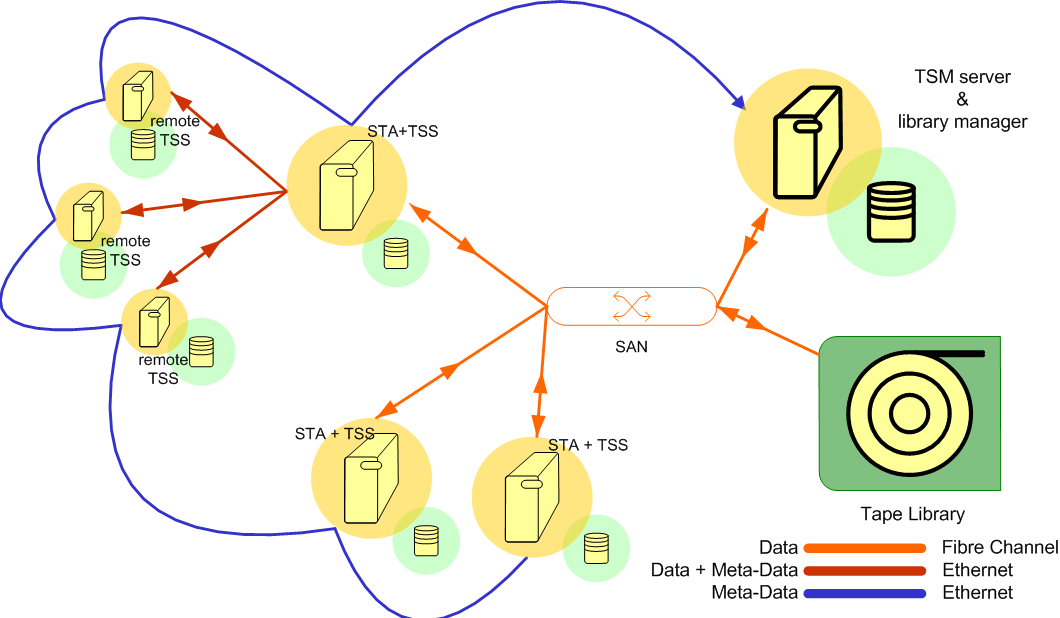 TSM server
&
library manager
STA+TSS
remote
TSS
remote
TSS
remote
TSS
SAN
STA + TSS
STA + TSS
Tape Library
Data Fibre Channel
Data + Meta-Data Ethernet
Meta-Data Ethernet